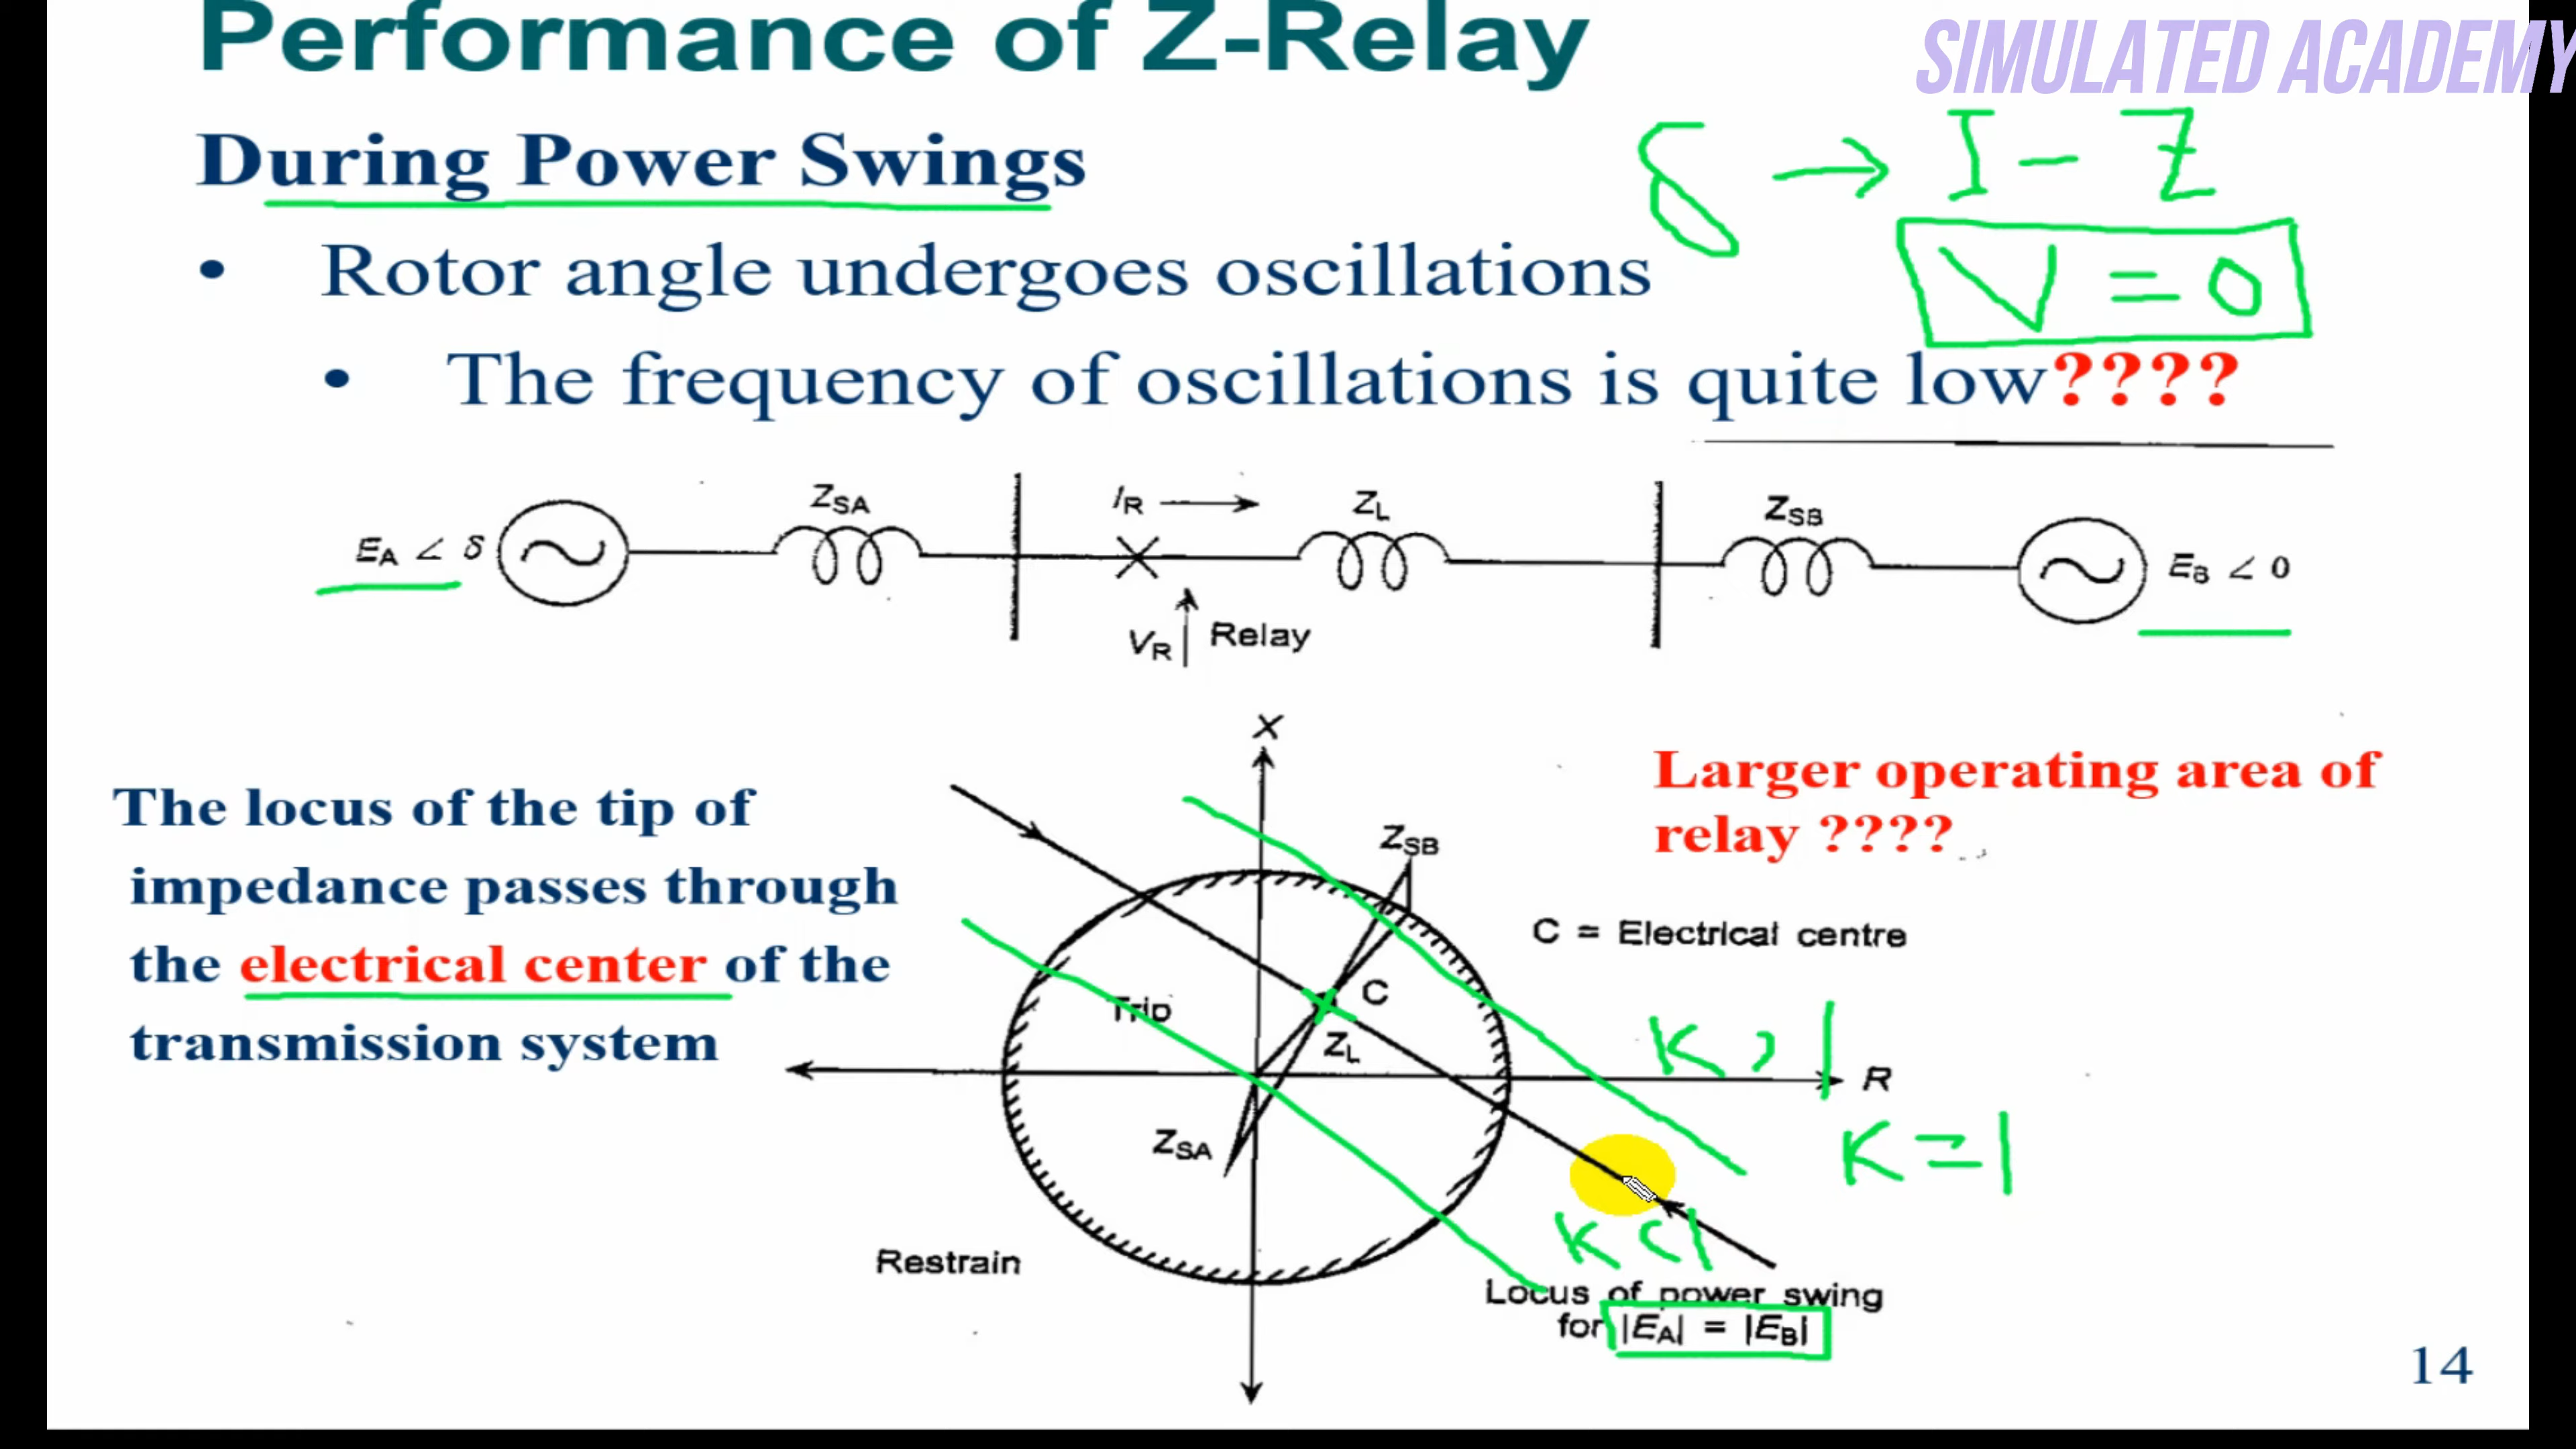 Performance of Z-Relay
SIMULATED ACADEMY
During Power Swings
δ → I - Z
V = 0
• Rotor angle undergoes oscillations
• The frequency of oscillations is quite low????
E_A ∠ δ
Z_SA
I_R
Z_L
Z_SB
E_B ∠ 0
V_R
Relay
The locus of the tip of
impedance passes through
the electrical center of the
transmission system
X
Z_SB
Larger operating area of
relay ????
C = Electrical centre
C
Trip
Z_L
K > 1
R
K = 1
Z_SA
K < 1
Restrain
Locus of power swing
for |E_A| = |E_B|
14